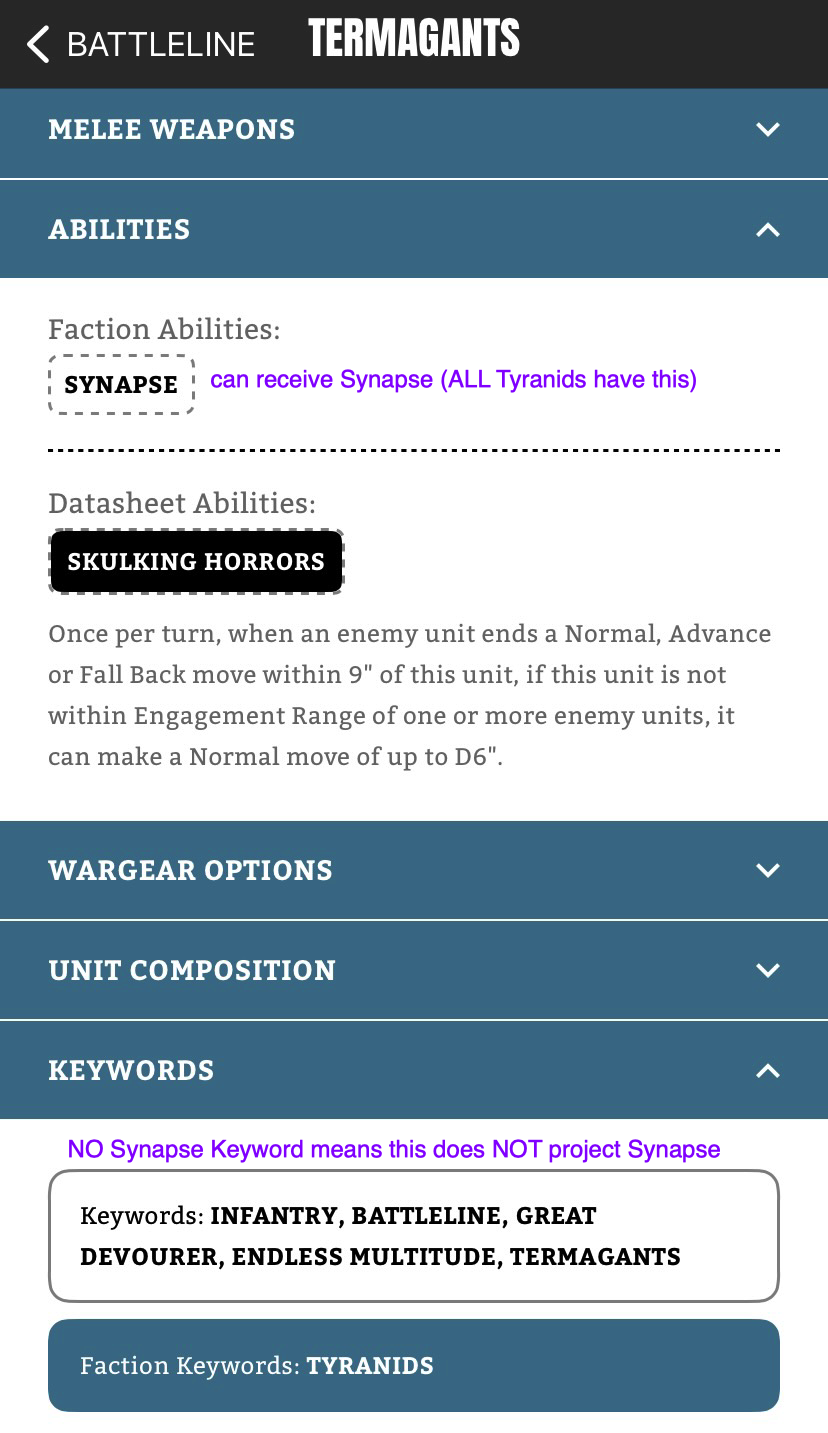 BATTLELINE TERMAGANTS
MELEE WEAPONS
ABILITIES
Faction Abilities:
SYNAPSE can receive Synapse (ALL Tyranids have this)
Datasheet Abilities:
SKULKING HORRORS
Once per turn, when an enemy unit ends a Normal, Advance
or Fall Back move within 9" of this unit, if this unit is not
within Engagement Range of one or more enemy units, it
can make a Normal move of up to D6".
WARGEAR OPTIONS
UNIT COMPOSITION
KEYWORDS
NO Synapse Keyword means this does NOT project Synapse
Keywords: INFANTRY, BATTLELINE, GREAT
DEVOURER, ENDLESS MULTITUDE, TERMAGANTS
Faction Keywords: TYRANIDS